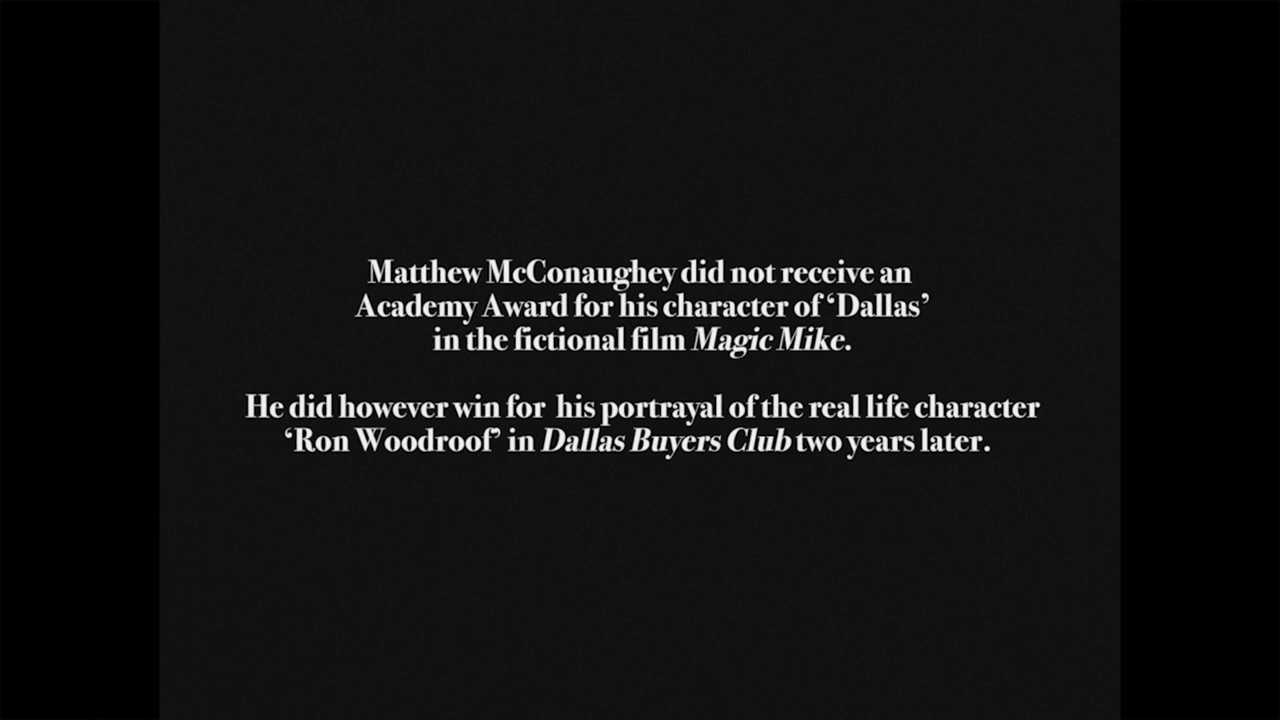 Matthew McConaughey did not receive an
Academy Award for his character of ‘Dallas’
in the fictional film Magic Mike.
He did however win for  his portrayal of the real life character
‘Ron Woodroof’ in Dallas Buyers Club two years later.